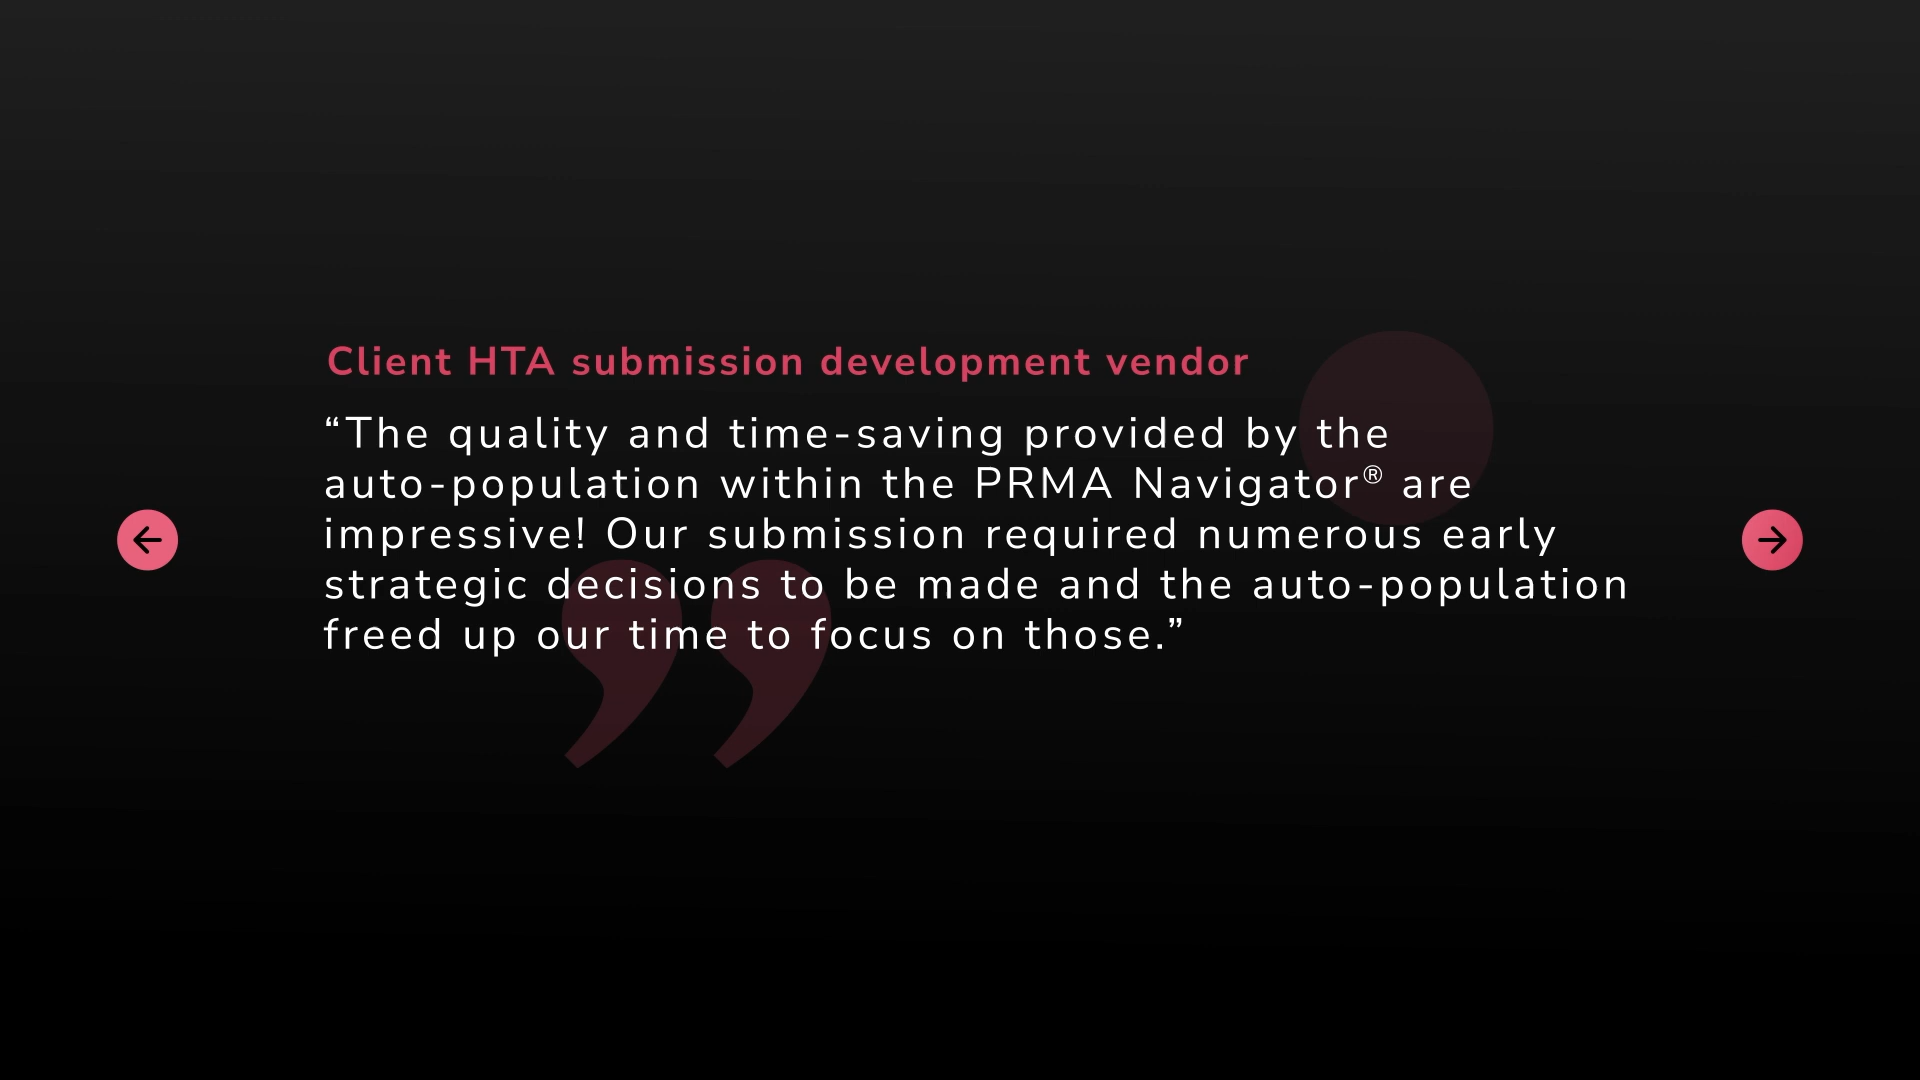 Client HTA submission development vendor
“The quality and time-saving provided by the
auto-population within the PRMA Navigator® are
impressive! Our submission required numerous early
strategic decisions to be made and the auto-population
freed up our time to focus on those.”